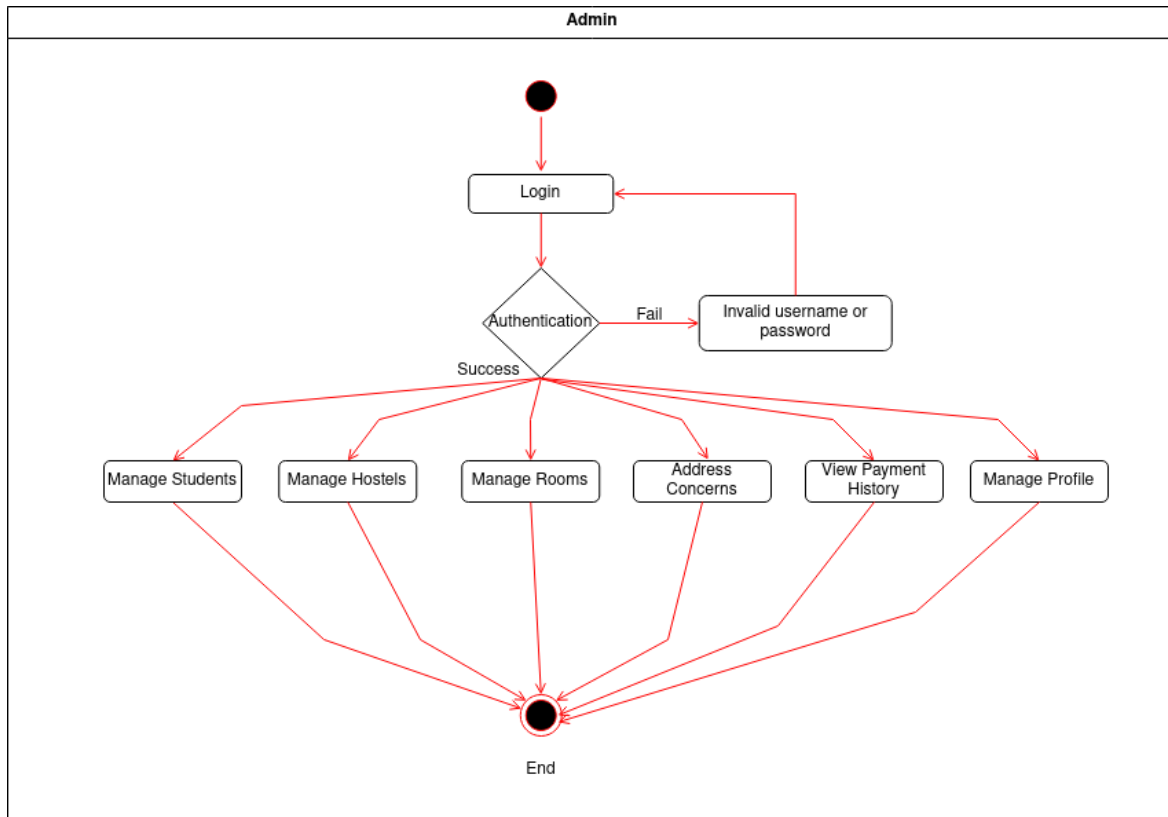 Admin
Login
Authentication
Fail
Invalid username or
password
Success
Manage Students
Manage Hostels
Manage Rooms
Address
Concerns
View Payment
History
Manage Profile
End